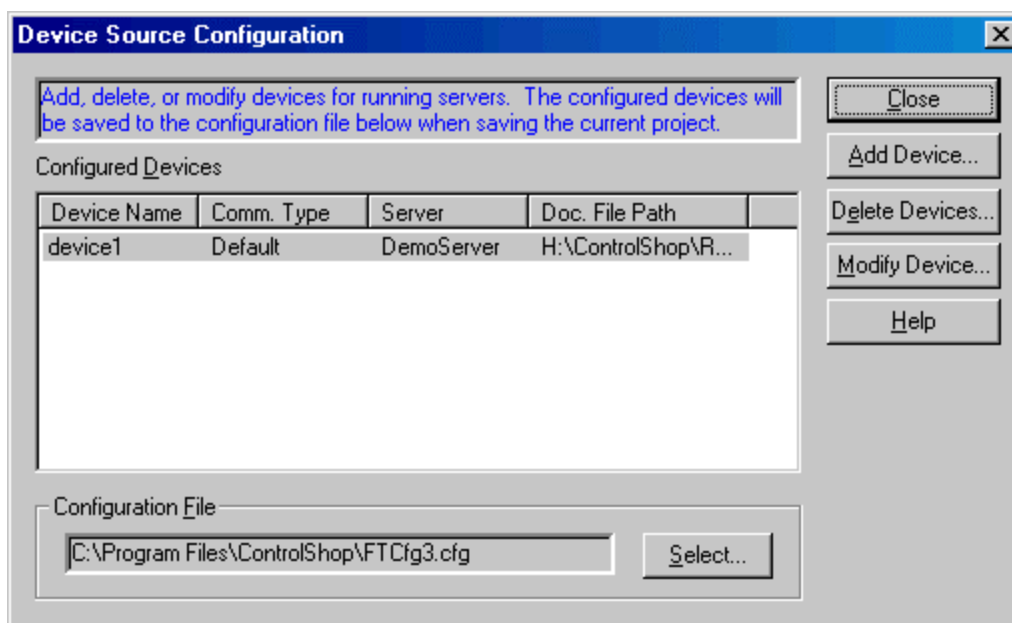 Device Source Configuration
Add, delete, or modify devices for running servers. The configured devices will
be saved to the configuration file below when saving the current project.
Close
Add Device...
Configured Devices
Device Name Comm. Type Server Doc. File Path
Delete Devices...
device1 Default DemoServer H:\ControlShop\R...
Modify Device...
Help
Configuration File
C:\Program Files\ControlShop\FTCfg3.cfg
Select...